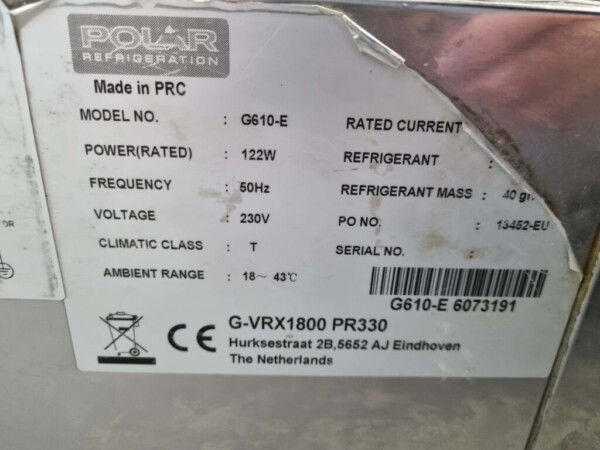 POLAR
REFRIGERATION
Made in PRC
MODEL NO. : G610-E
POWER(RATED) : 122W
FREQUENCY : 50Hz
VOLTAGE : 230V
CLIMATIC CLASS : T
AMBIENT RANGE : 18~ 43℃
RATED CURRENT
REFRIGERANT :
REFRIGERANT MASS : 40
PO NO. : 13452-EU
SERIAL NO. :
G610-E 6073191
CE
G-VRX1800 PR330
Hurksestraat 2B,5652 AJ Eindhoven
The Netherlands
OR